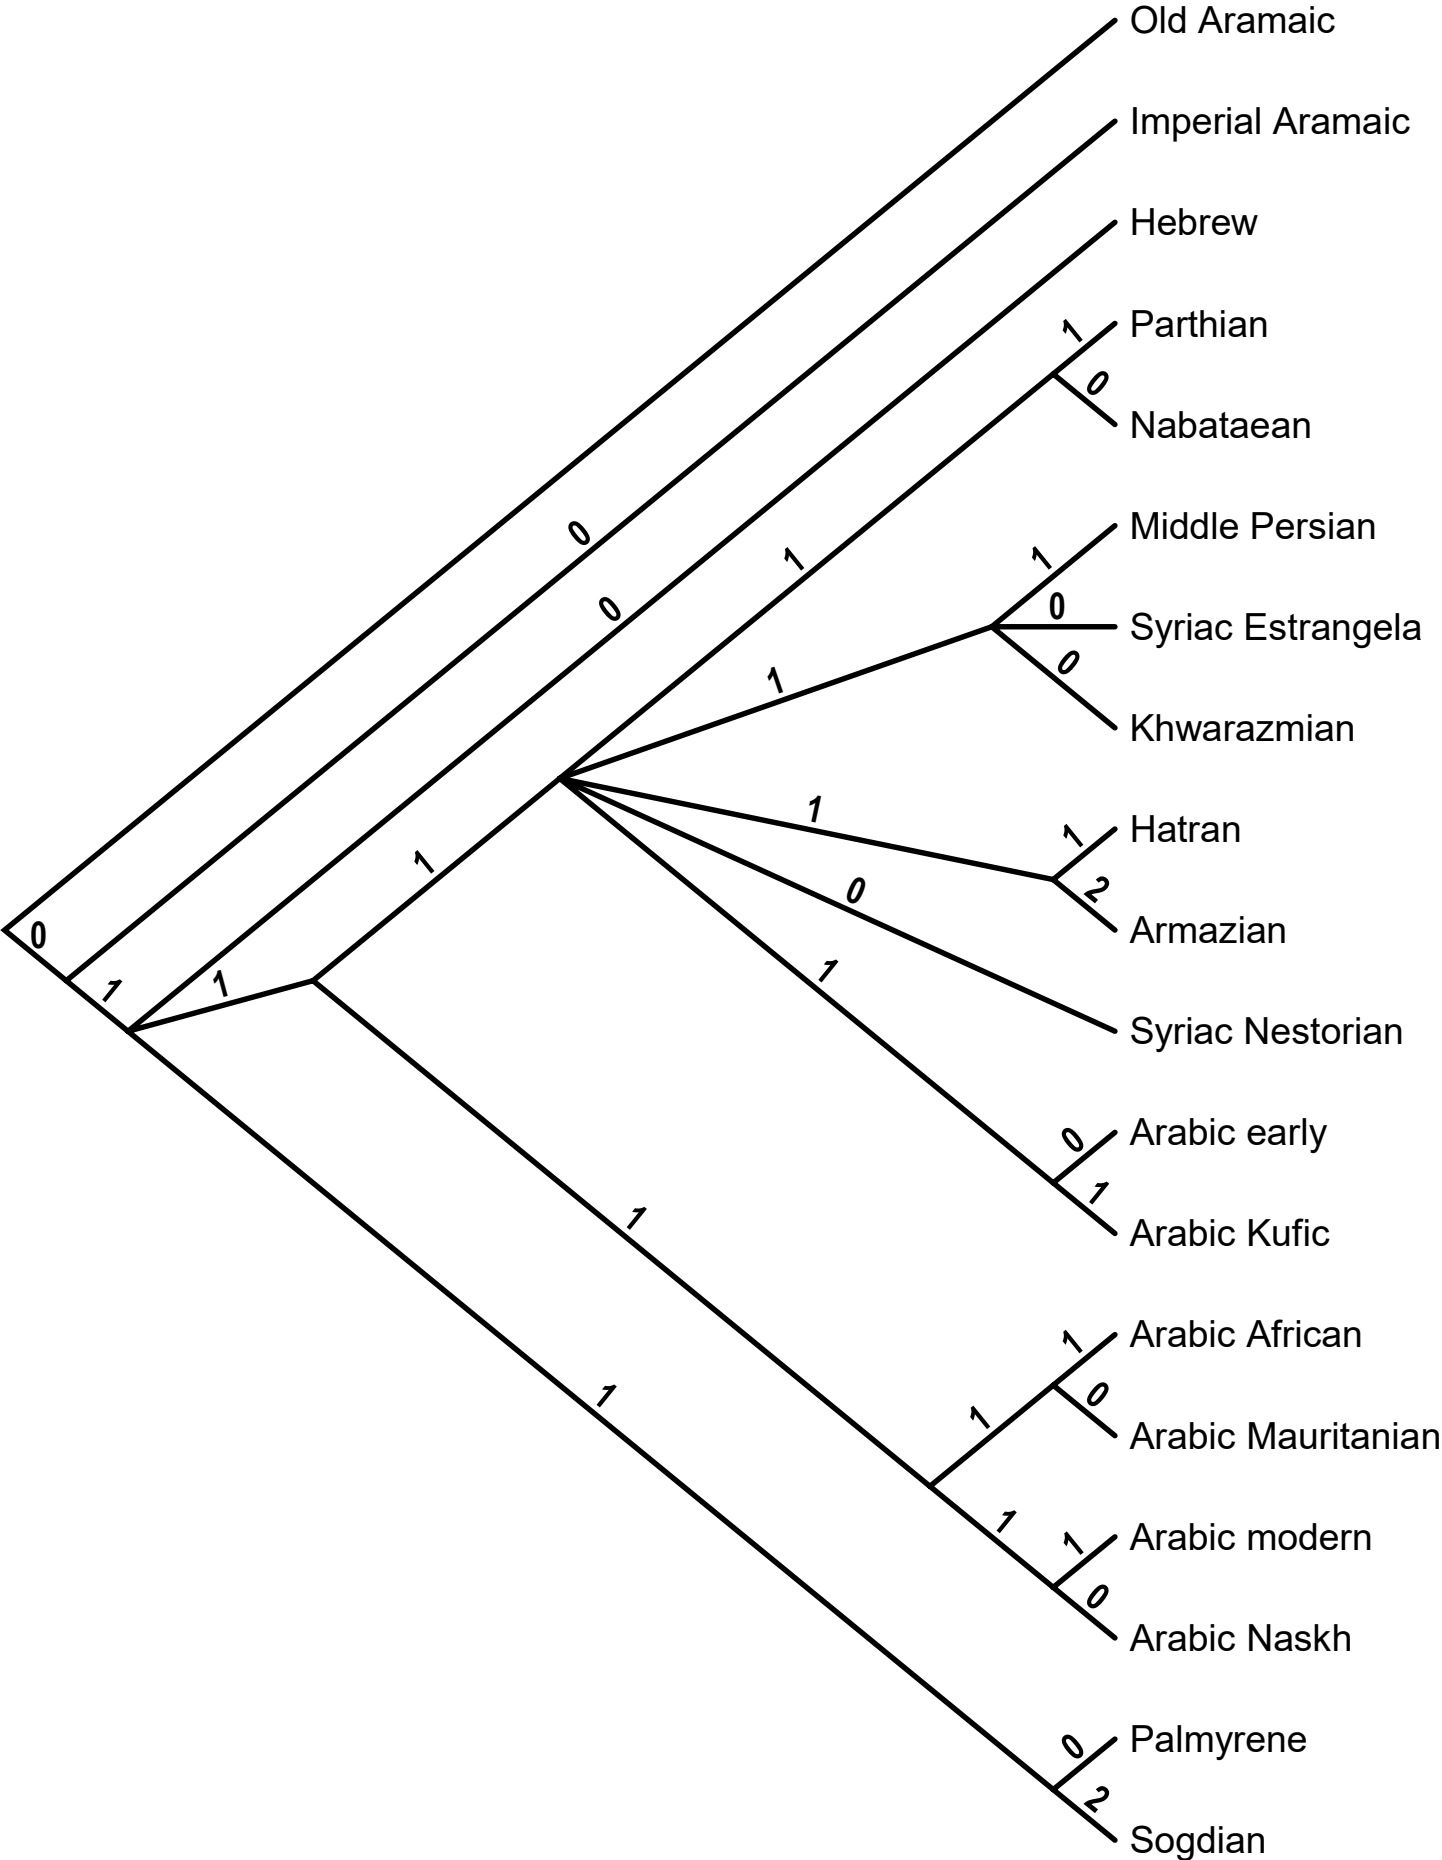 Old Aramaic
0
Imperial Aramaic
0
Hebrew
1
Parthian
0
Nabataean
1
1
Middle Persian
0
Syriac Estrangela
0
Khwarazmian
1
1
1
Hatran
2
Armazian
0
Syriac Nestorian
1
0
Arabic early
1
Arabic Kufic
1
0
1
1
1
1
Arabic African
0
Arabic Mauritanian
1
1
1
Arabic modern
0
Arabic Naskh
1
0
Palmyrene
2
Sogdian